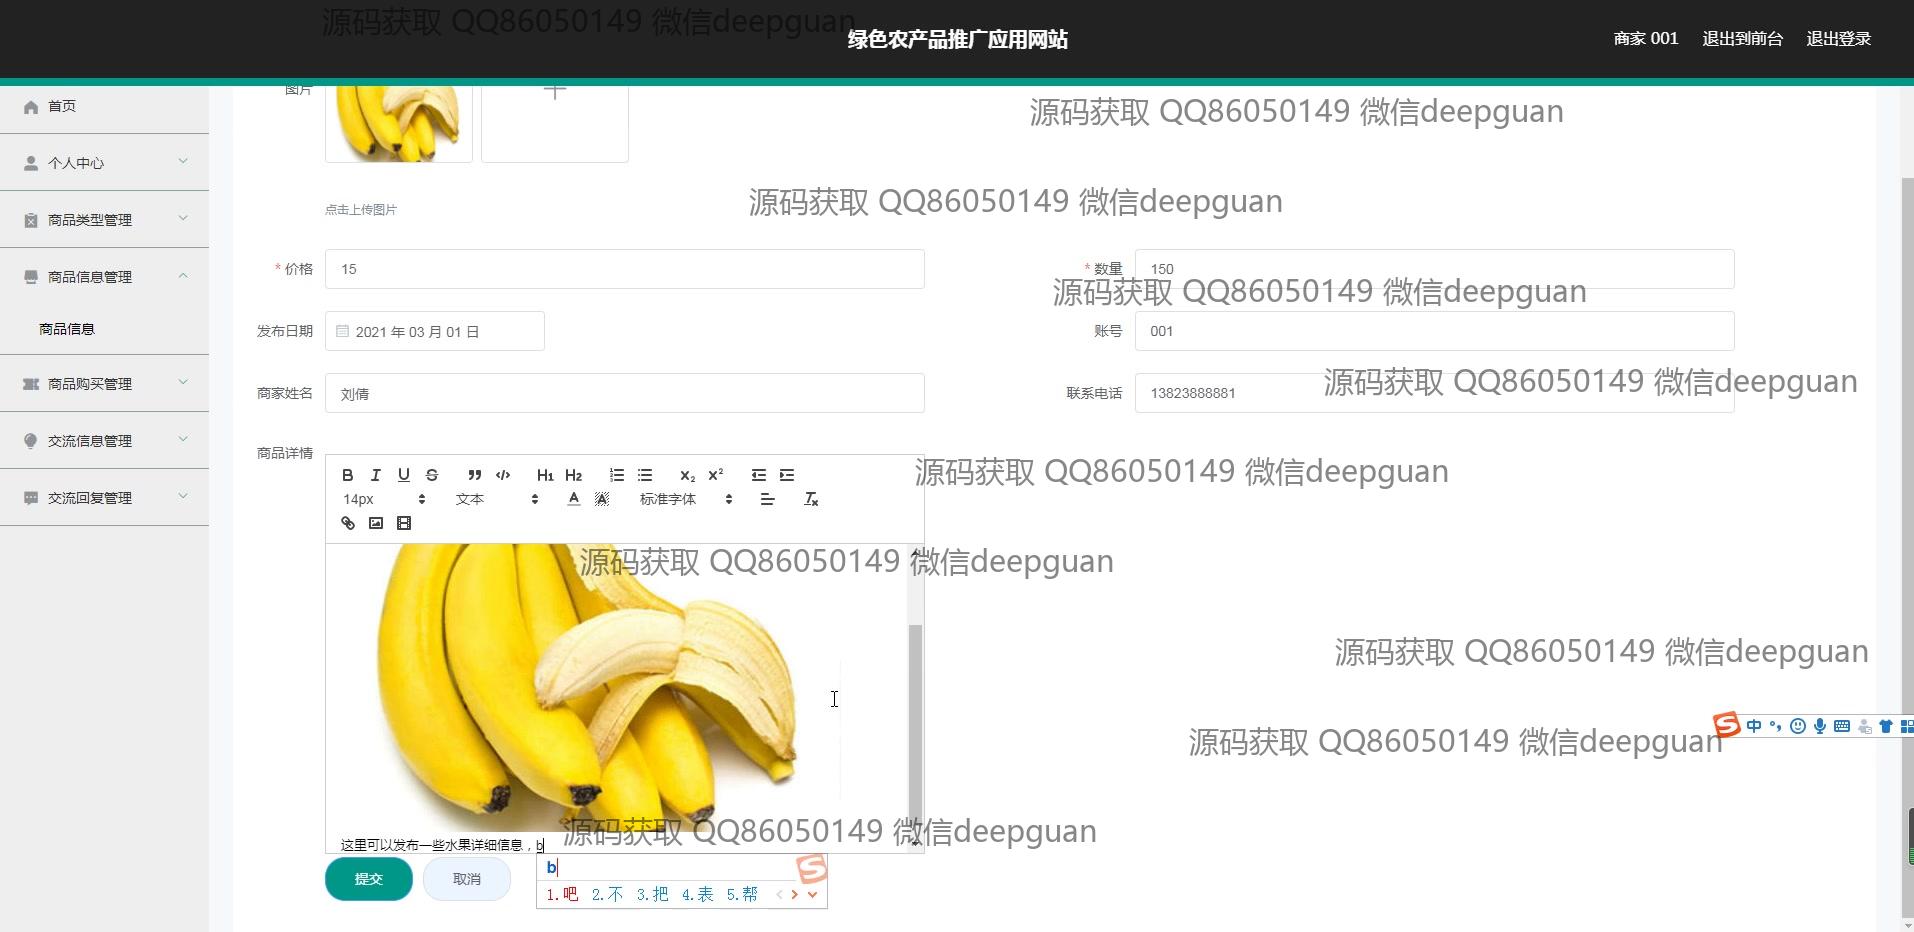 源码获取 QQ86050149 微信deepguan
绿色农产品推广应用网站
商家 001 退出到前台 退出登录
首页
个人中心
商品类型管理
商品信息管理
商品信息
商品购买管理
交流信息管理
交流回复管理
图片
源码获取 QQ86050149 微信deepguan
源码获取 QQ86050149 微信deepguan
点击上传图片
* 价格 15
* 数量 150
源码获取 QQ86050149 微信deepguan
发布日期 2021 年 03 月 01 日
账号 001
商家姓名 刘倩
联系电话 13823888881
源码获取 QQ86050149 微信deepguan
商品详情
B I U S H1 H2 X2 X2
源码获取 QQ86050149 微信deepguan
14px 文本 A A 标准字体 Tx
源码获取 QQ86050149 微信deepguan
源码获取 QQ86050149 微信deepguan
S 中
源码获取 QQ86050149 微信deepguan
源码获取 QQ86050149 微信deepguan
这里可以发布一些水果详细信息，b
提交 取消
b S
1.吧 2.不 3.把 4.表 5.帮